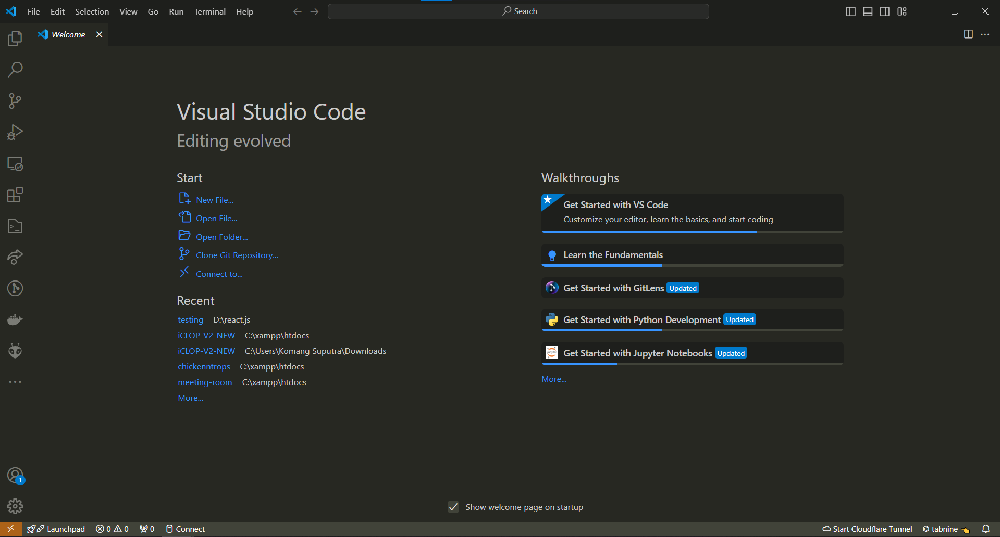 File Edit Selection View Go Run Terminal Help Search
Welcome
Visual Studio Code
Editing evolved
Start
New File...
Open File...
Open Folder...
Clone Git Repository...
Connect to...
Recent
testing D:\react.js
iCLOP-V2-NEW C:\xampp\htdocs
iCLOP-V2-NEW C:\Users\Komang Suputra\Downloads
chickenntrops C:\xampp\htdocs
meeting-room C:\xampp\htdocs
More...
Walkthroughs
Get Started with VS Code
Customize your editor, learn the basics, and start coding
Learn the Fundamentals
Get Started with GitLens Updated
Get Started with Python Development Updated
Jupyter Get Started with Jupyter Notebooks Updated
More...
1
Show welcome page on startup
Launchpad 0 0 0 Connect Start Cloudflare Tunnel tabnine